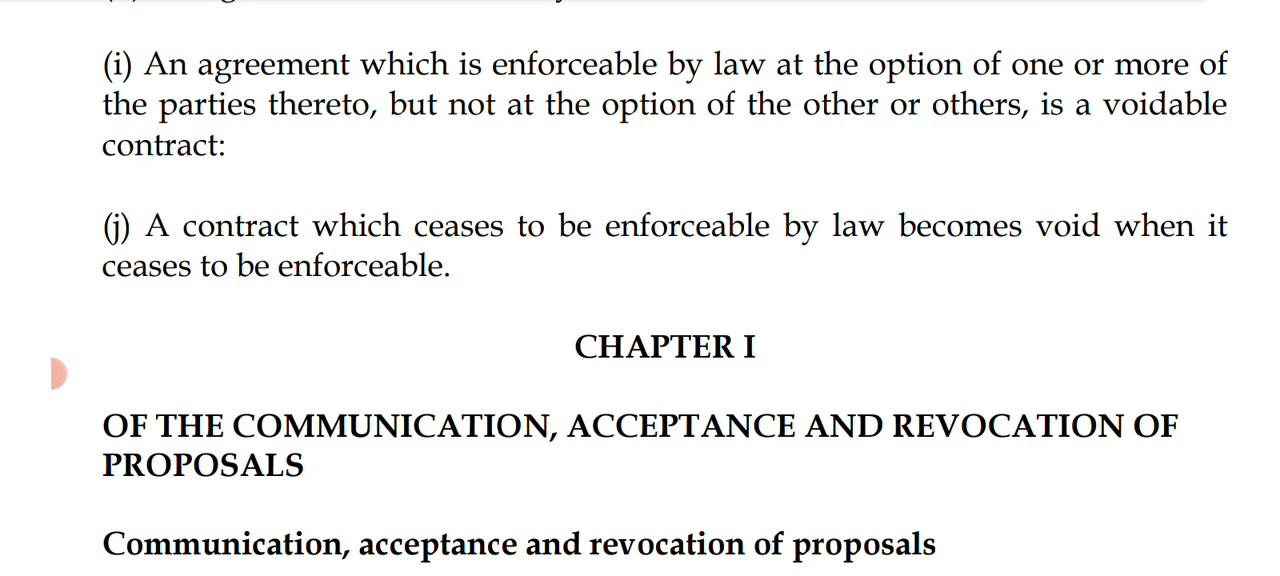 (i) An agreement which is enforceable by law at the option of one or more of
the parties thereto, but not at the option of the other or others, is a voidable
contract:
(j) A contract which ceases to be enforceable by law becomes void when it
ceases to be enforceable.
CHAPTER I
OF THE COMMUNICATION, ACCEPTANCE AND REVOCATION OF
PROPOSALS
Communication, acceptance and revocation of proposals